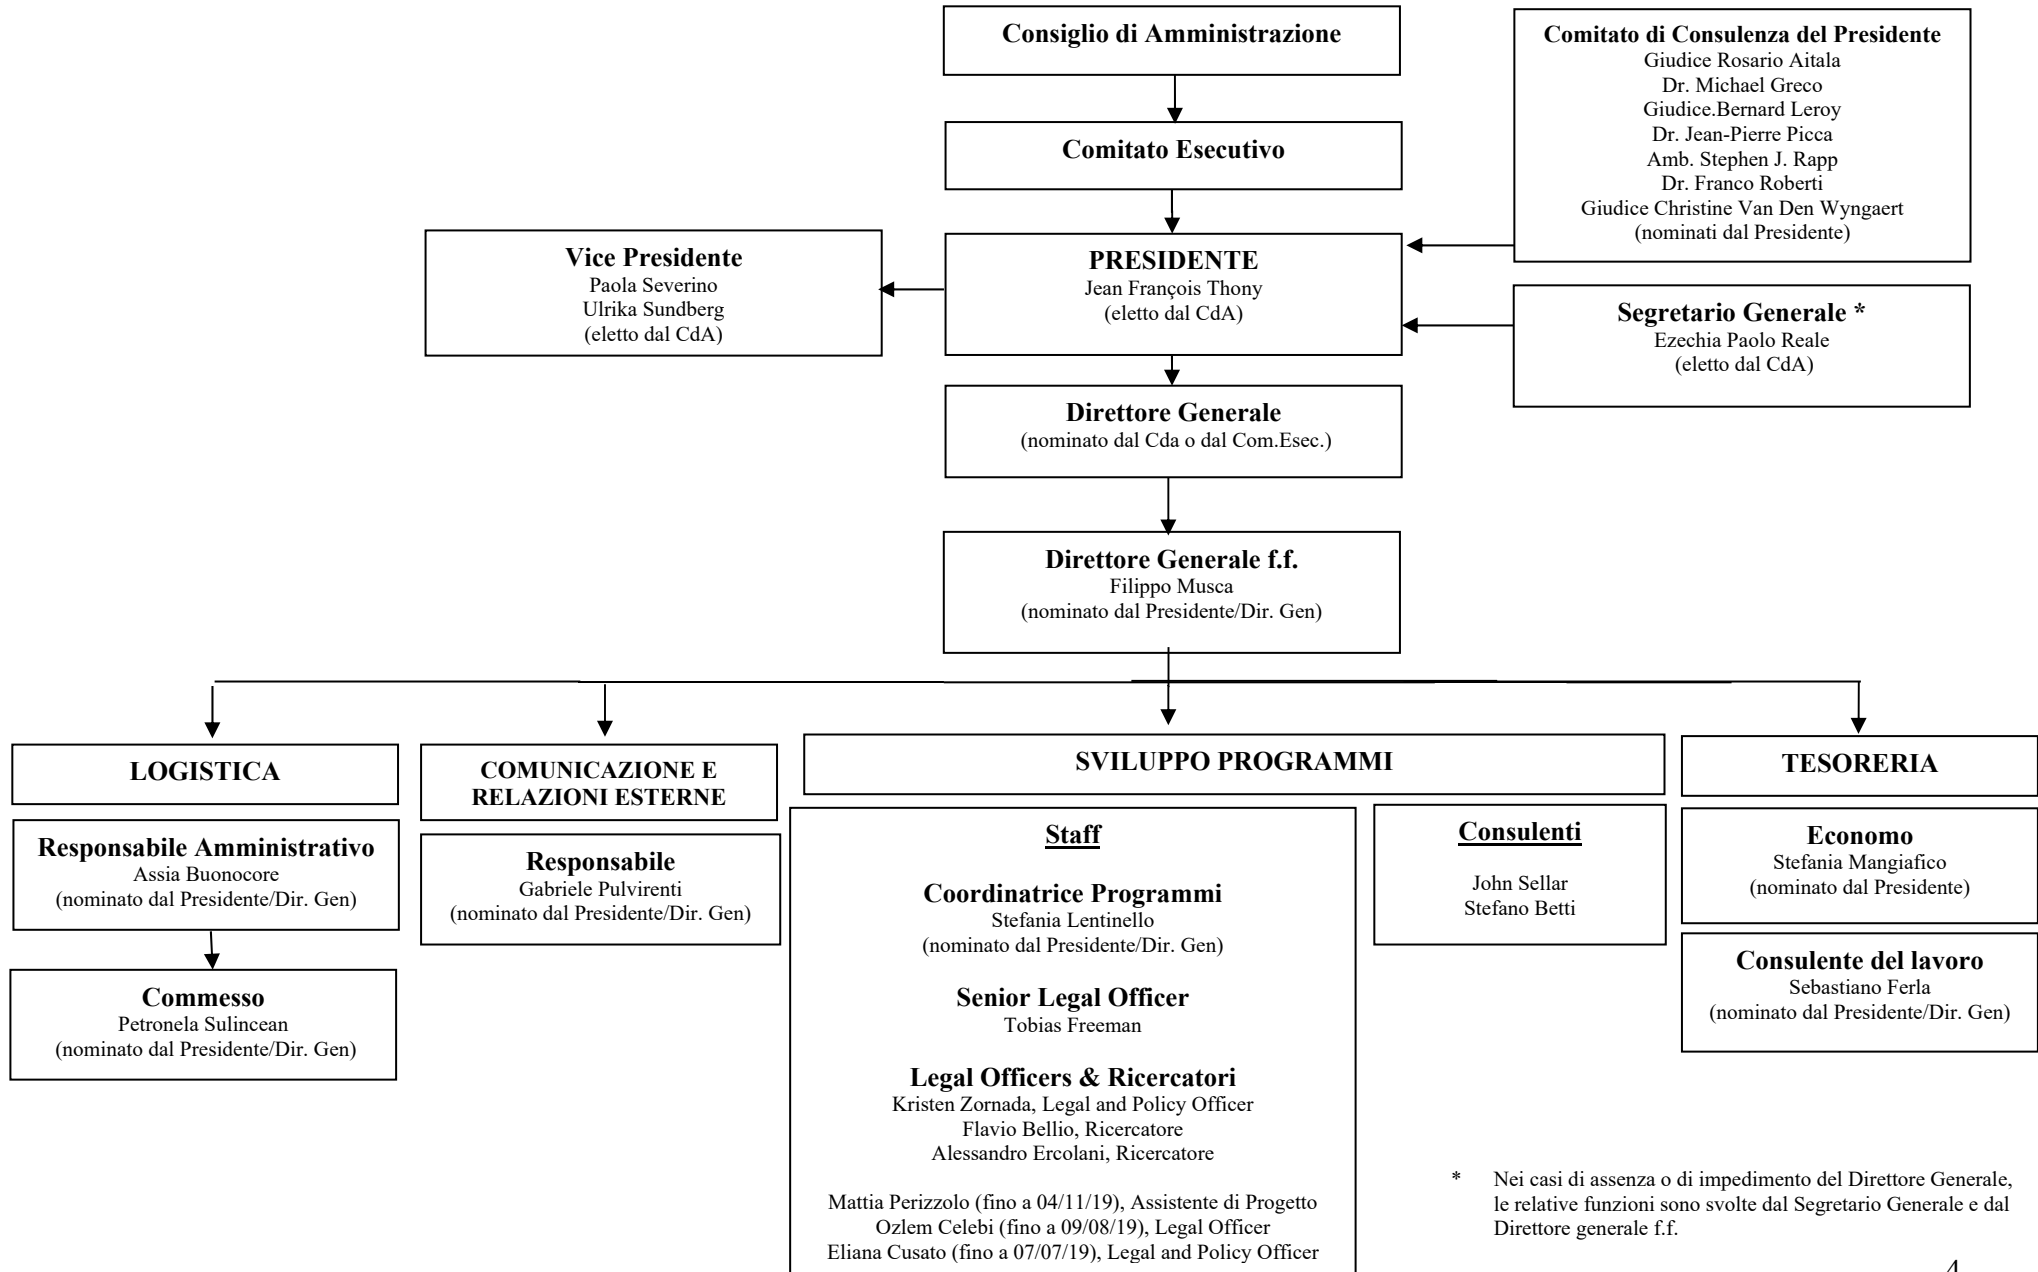 Consiglio di Amministrazione
Comitato di Consulenza del Presidente
Giudice Rosario Aitala
Dr. Michael Greco
Giudice.Bernard Leroy
Dr. Jean-Pierre Picca
Amb. Stephen J. Rapp
Dr. Franco Roberti
Giudice Christine Van Den Wyngaert
(nominati dal Presidente)
Comitato Esecutivo
Vice Presidente
Paola Severino
Ulrika Sundberg
(eletto dal CdA)
PRESIDENTE
Jean François Thony
(eletto dal CdA)
Segretario Generale *
Ezechia Paolo Reale
(eletto dal CdA)
Direttore Generale
(nominato dal Cda o dal Com.Esec.)
Direttore Generale f.f.
Filippo Musca
(nominato dal Presidente/Dir. Gen)
LOGISTICA
Responsabile Amministrativo
Assia Buonocore
(nominato dal Presidente/Dir. Gen)
Commesso
Petronela Sulincean
(nominato dal Presidente/Dir. Gen)
COMUNICAZIONE E
RELAZIONI ESTERNE
Responsabile
Gabriele Pulvirenti
(nominato dal Presidente/Dir. Gen)
SVILUPPO PROGRAMMI
Staff
Coordinatrice Programmi
Stefania Lentinello
(nominato dal Presidente/Dir. Gen)
Senior Legal Officer
Tobias Freeman
Legal Officers & Ricercatori
Kristen Zornada, Legal and Policy Officer
Flavio Bellio, Ricercatore
Alessandro Ercolani, Ricercatore
Mattia Perizzolo (fino a 04/11/19), Assistente di Progetto
Ozlem Celebi (fino a 09/08/19), Legal Officer
Eliana Cusato (fino a 07/07/19), Legal and Policy Officer
Consulenti
John Sellar
Stefano Betti
TESORERIA
Economo
Stefania Mangiafico
(nominato dal Presidente)
Consulente del lavoro
Sebastiano Ferla
(nominato dal Presidente/Dir. Gen)
* Nei casi di assenza o di impedimento del Direttore Generale,
le relative funzioni sono svolte dal Segretario Generale e dal
Direttore generale f.f.
4